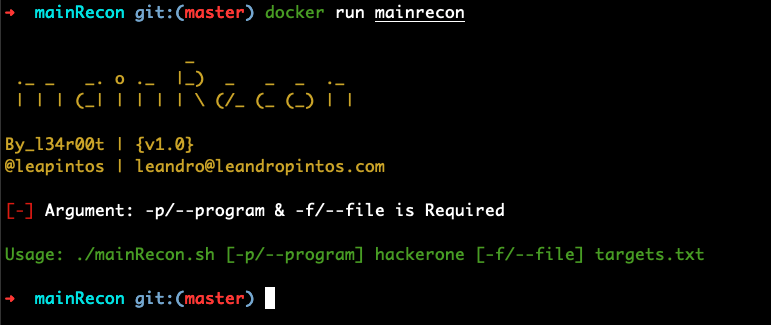 ➜  mainRecon git:(master) docker run mainrecon
                  _
 ._ _   _. o ._  |_)  _   _  _  ._
 | | | (_| | | | | \ (/_ (_ (_) | |
By_l34r00t | {v1.0}
@leapintos | leandro@leandropintos.com
[-] Argument: -p/--program & -f/--file is Required
Usage: ./mainRecon.sh [-p/--program] hackerone [-f/--file] targets.txt
➜  mainRecon git:(master)